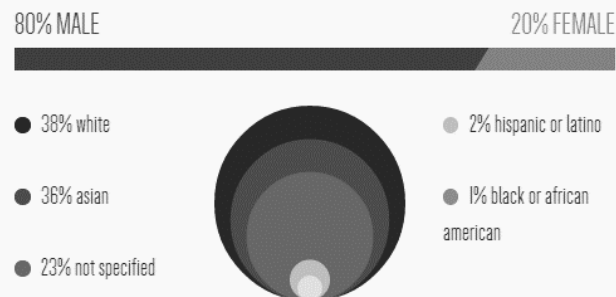 80% MALE
20% FEMALE
38% white
36% asian
23% not specified
2% hispanic or latino
1% black or african
american